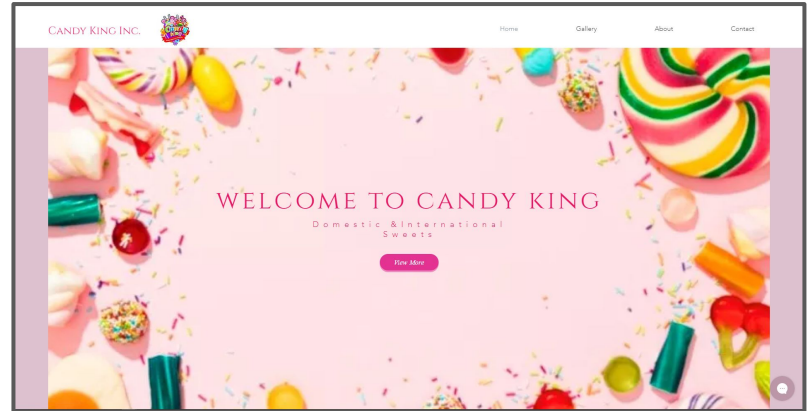 Candy King Inc.
Home
Gallery
About
Contact
WELCOME TO CANDY KING
Domestic &International
Sweets
View More